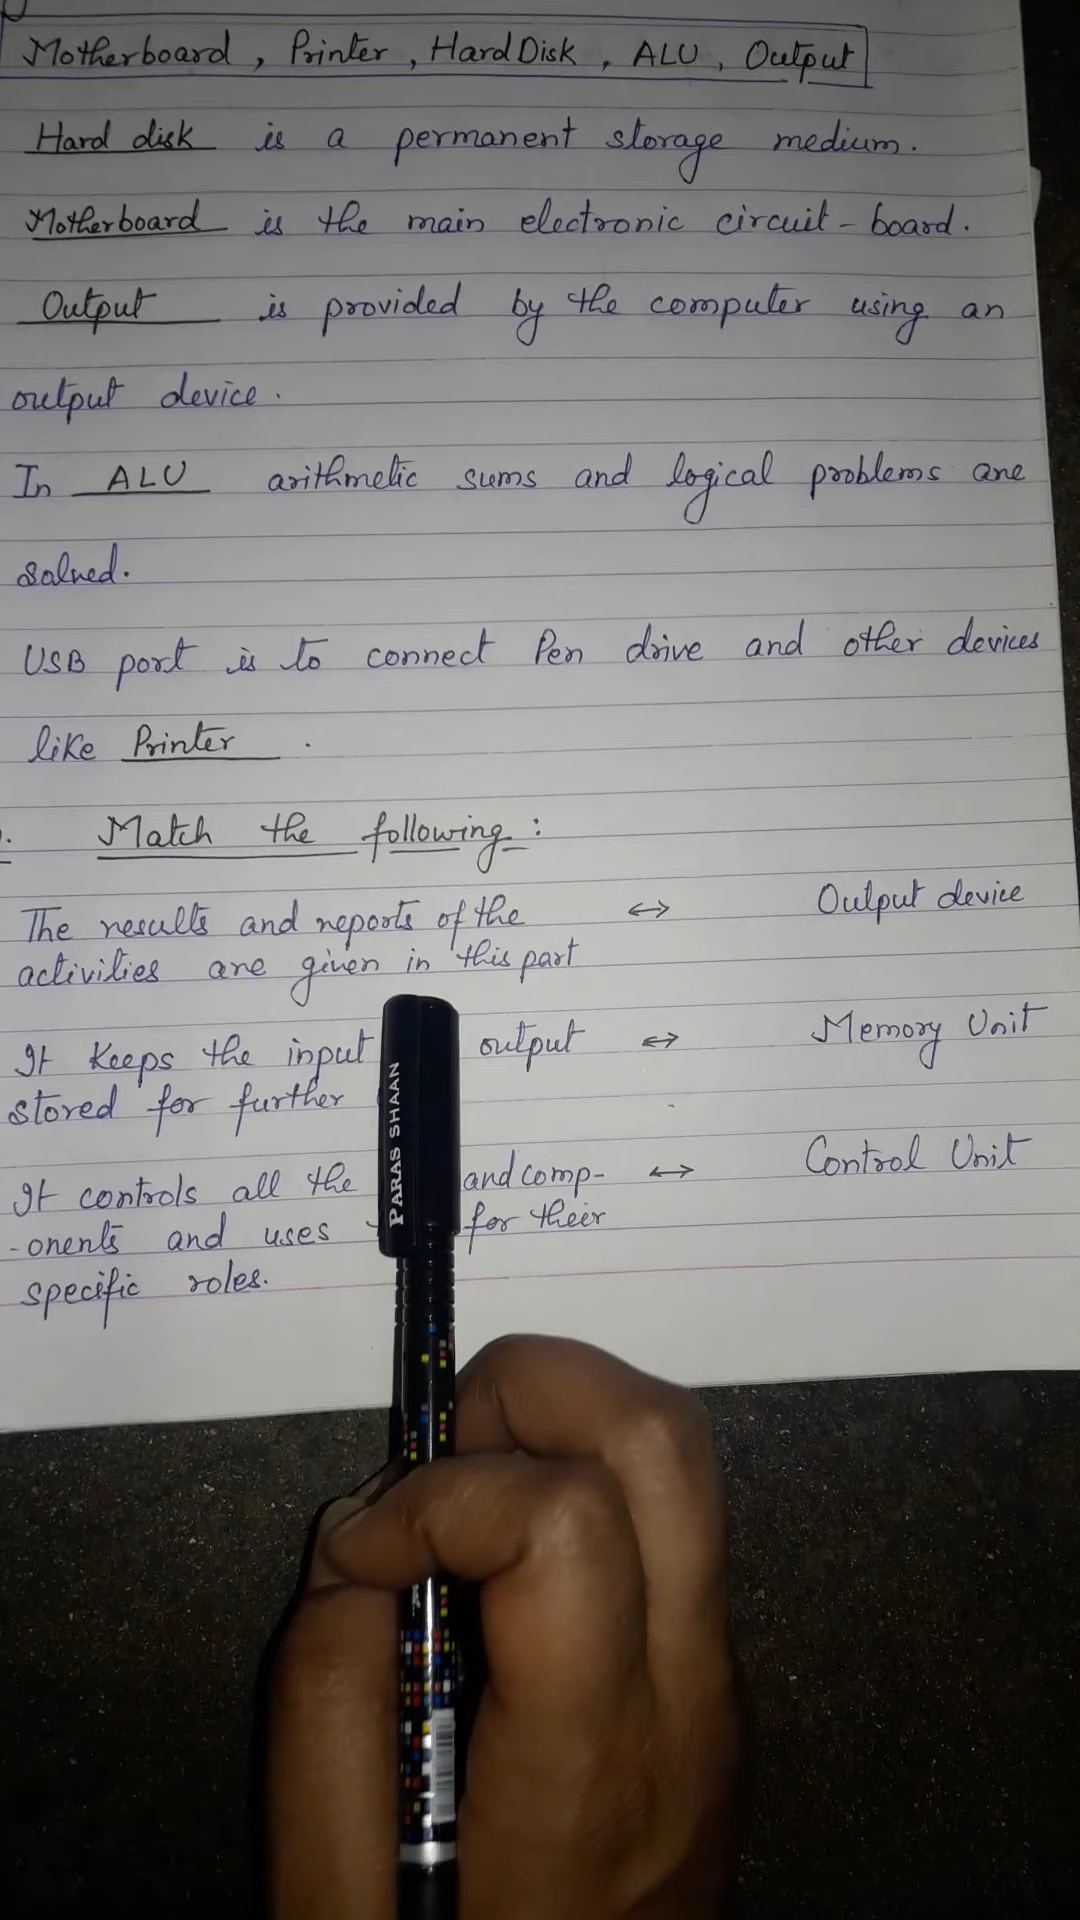 Motherboard, Printer, Hard Disk, ALU, Output
Hard disk is a permanent storage medium.
Motherboard is the main electronic circuit-board.
Output is provided by the computer using an
output device.
In ALU arithmetic sums and logical problems are
solved.
USB port is to connect Pen drive and other devices
like Printer.
Match the following:
The results and reports of the ↔ Output device
activities are given in this part
It keeps the input output ↔ Memory Unit
stored for further
It controls all the and comp- ↔ Control Unit
-onents and uses for their
specific roles.
PARAS SHAAN